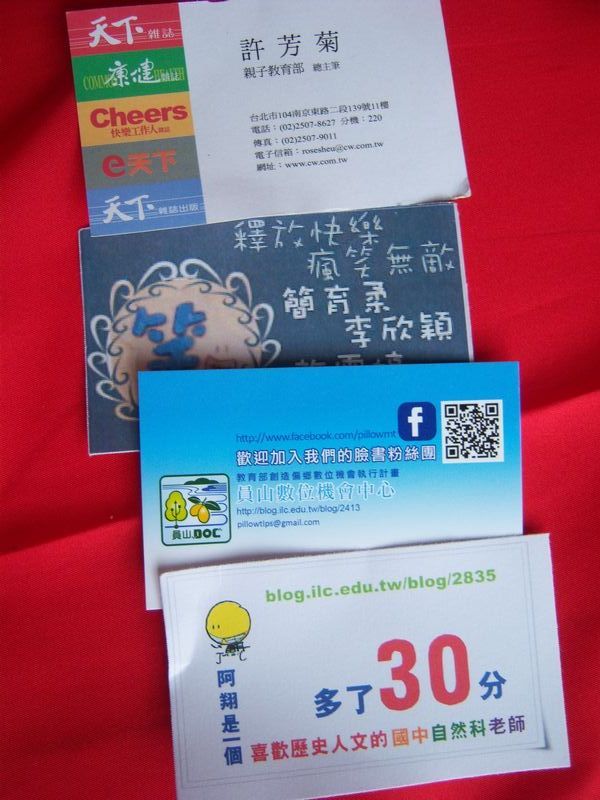 天下雜誌
康健雜誌
COMMONHEALTH
Cheers
快樂工作人雜誌
e天下
天下雜誌出版
許芳菊
親子教育部 總主筆
台北市104南京東路二段139號11樓
電話：(02)2507-8627 分機：220
傳真：(02)2507-9011
電子信箱：rosesheu@cw.com.tw
網址：www.cw.com.tw
釋放快樂
瘋笑無敵
簡育柔
李欣穎
笑
http://www.facebook.com/pillowmt
f
歡迎加入我們的臉書粉絲團
教育部創造偏鄉數位機會執行計畫
員山數位機會中心
http://blog.ilc.edu.tw/blog/2413
pillowtips@gmail.com
員山DOC
blog.ilc.edu.tw/blog/2835
阿翔是一個
多了30分
喜歡歷史人文的國中自然科老師